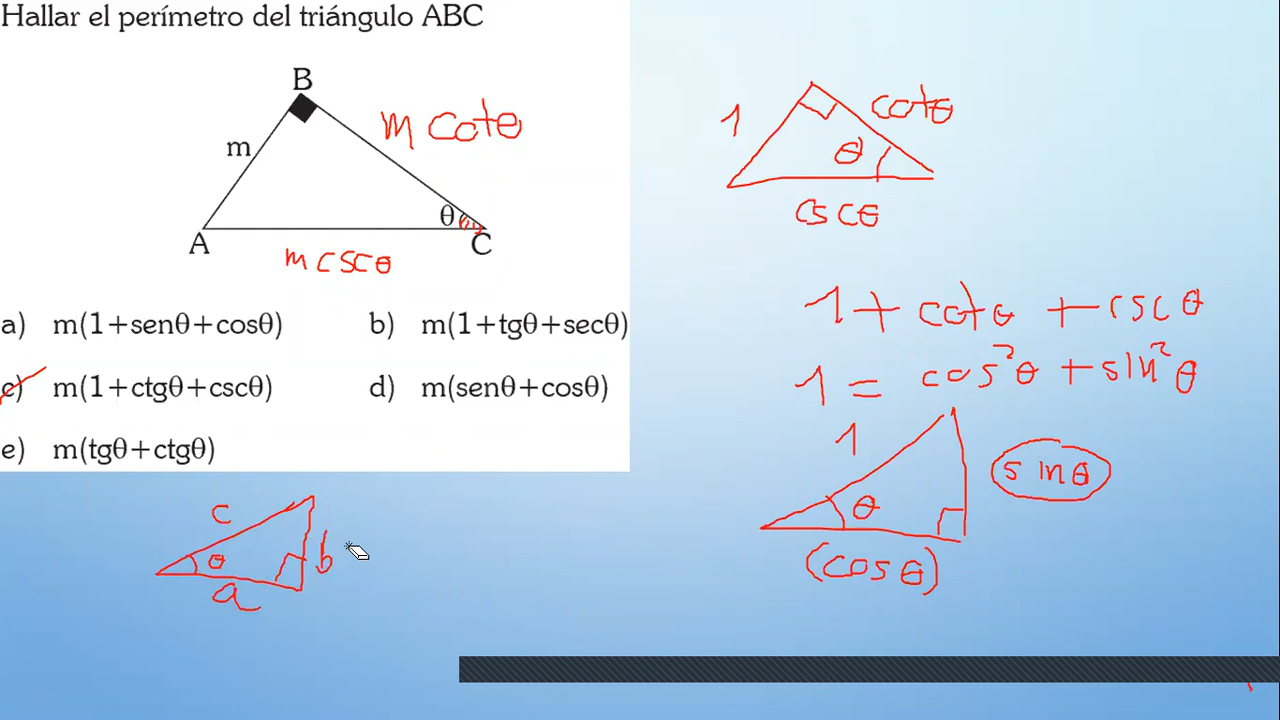 Hallar el perímetro del triángulo ABC
B
m
m cotθ
θ
A
C
m cscθ
a) m(1+senθ+cosθ)
b) m(1+tgθ+secθ)
c) m(1+ctgθ+cscθ)
d) m(senθ+cosθ)
e) m(tgθ+ctgθ)
1
cotθ
θ
cscθ
1 + cotθ + cscθ
1 = cos²θ + sin²θ
1
θ
sinθ
(cosθ)
c
θ
b
a